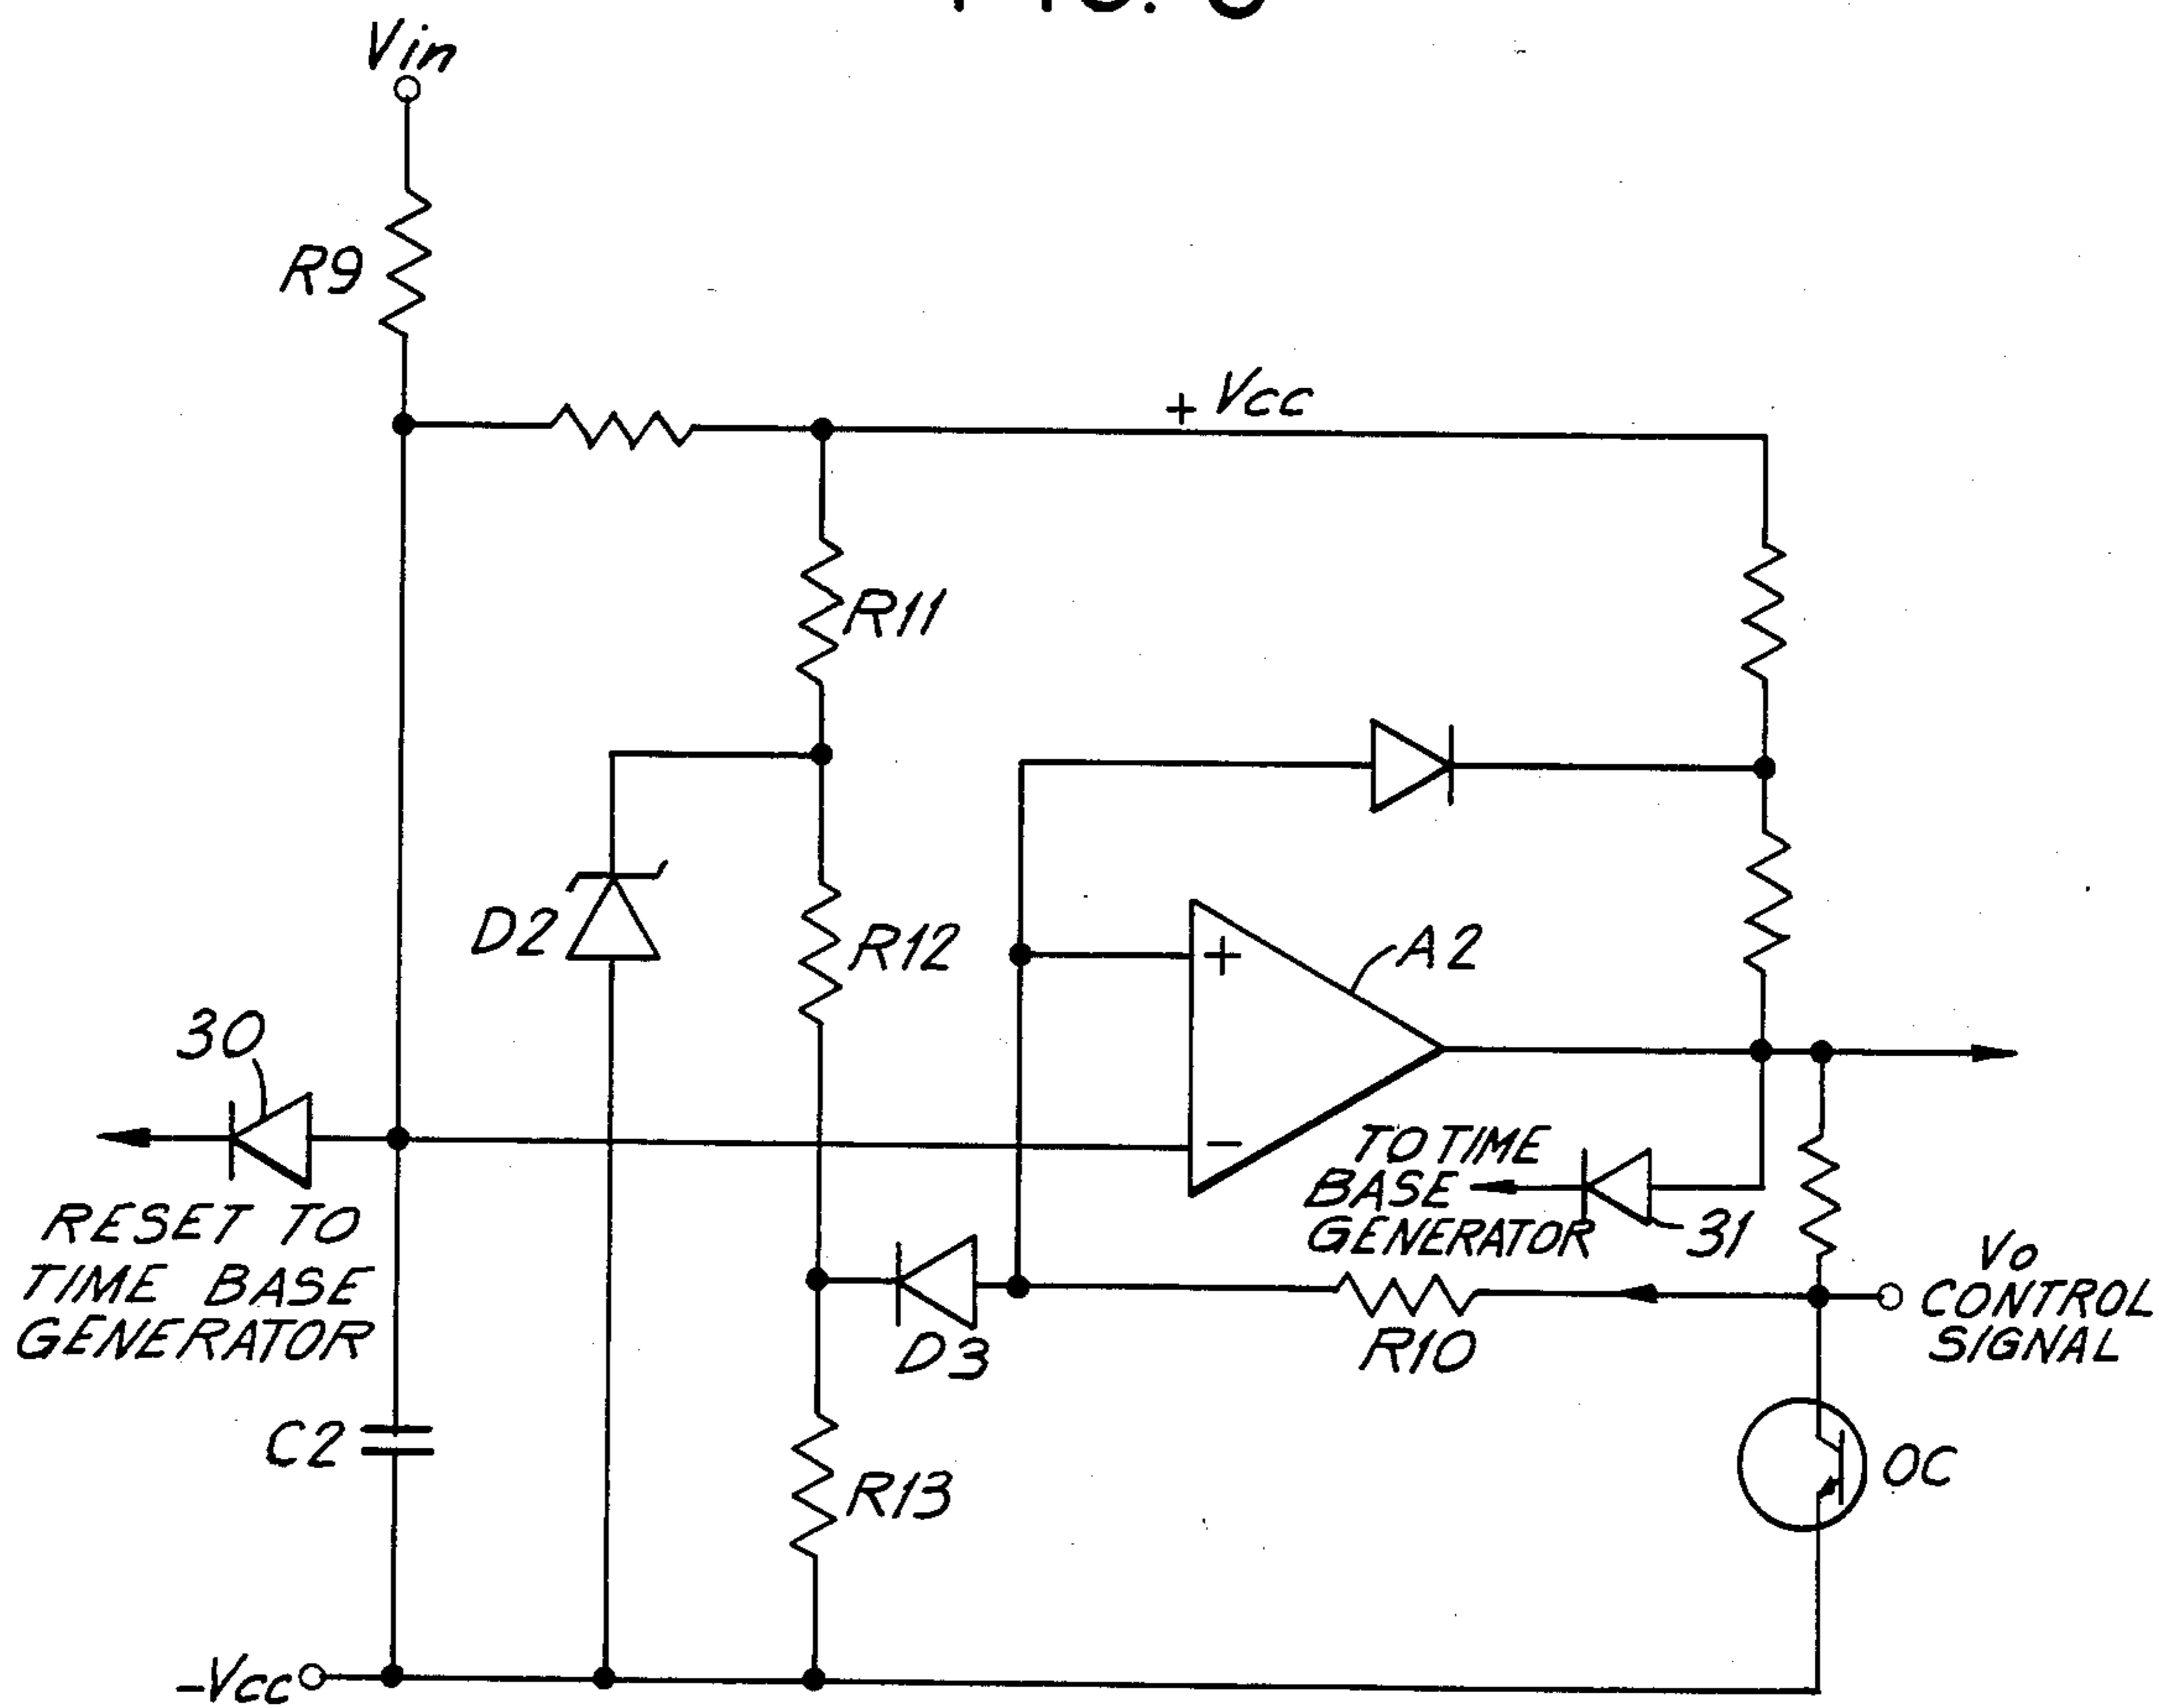 Vin
R9
+Vcc
R11
D2
R12
A2
+
30
−
TO TIME
BASE
GENERATOR
31
RESET TO
TIME BASE
GENERATOR
Vo
CONTROL
SIGNAL
D3
R10
C2
R13
OC
−Vcc